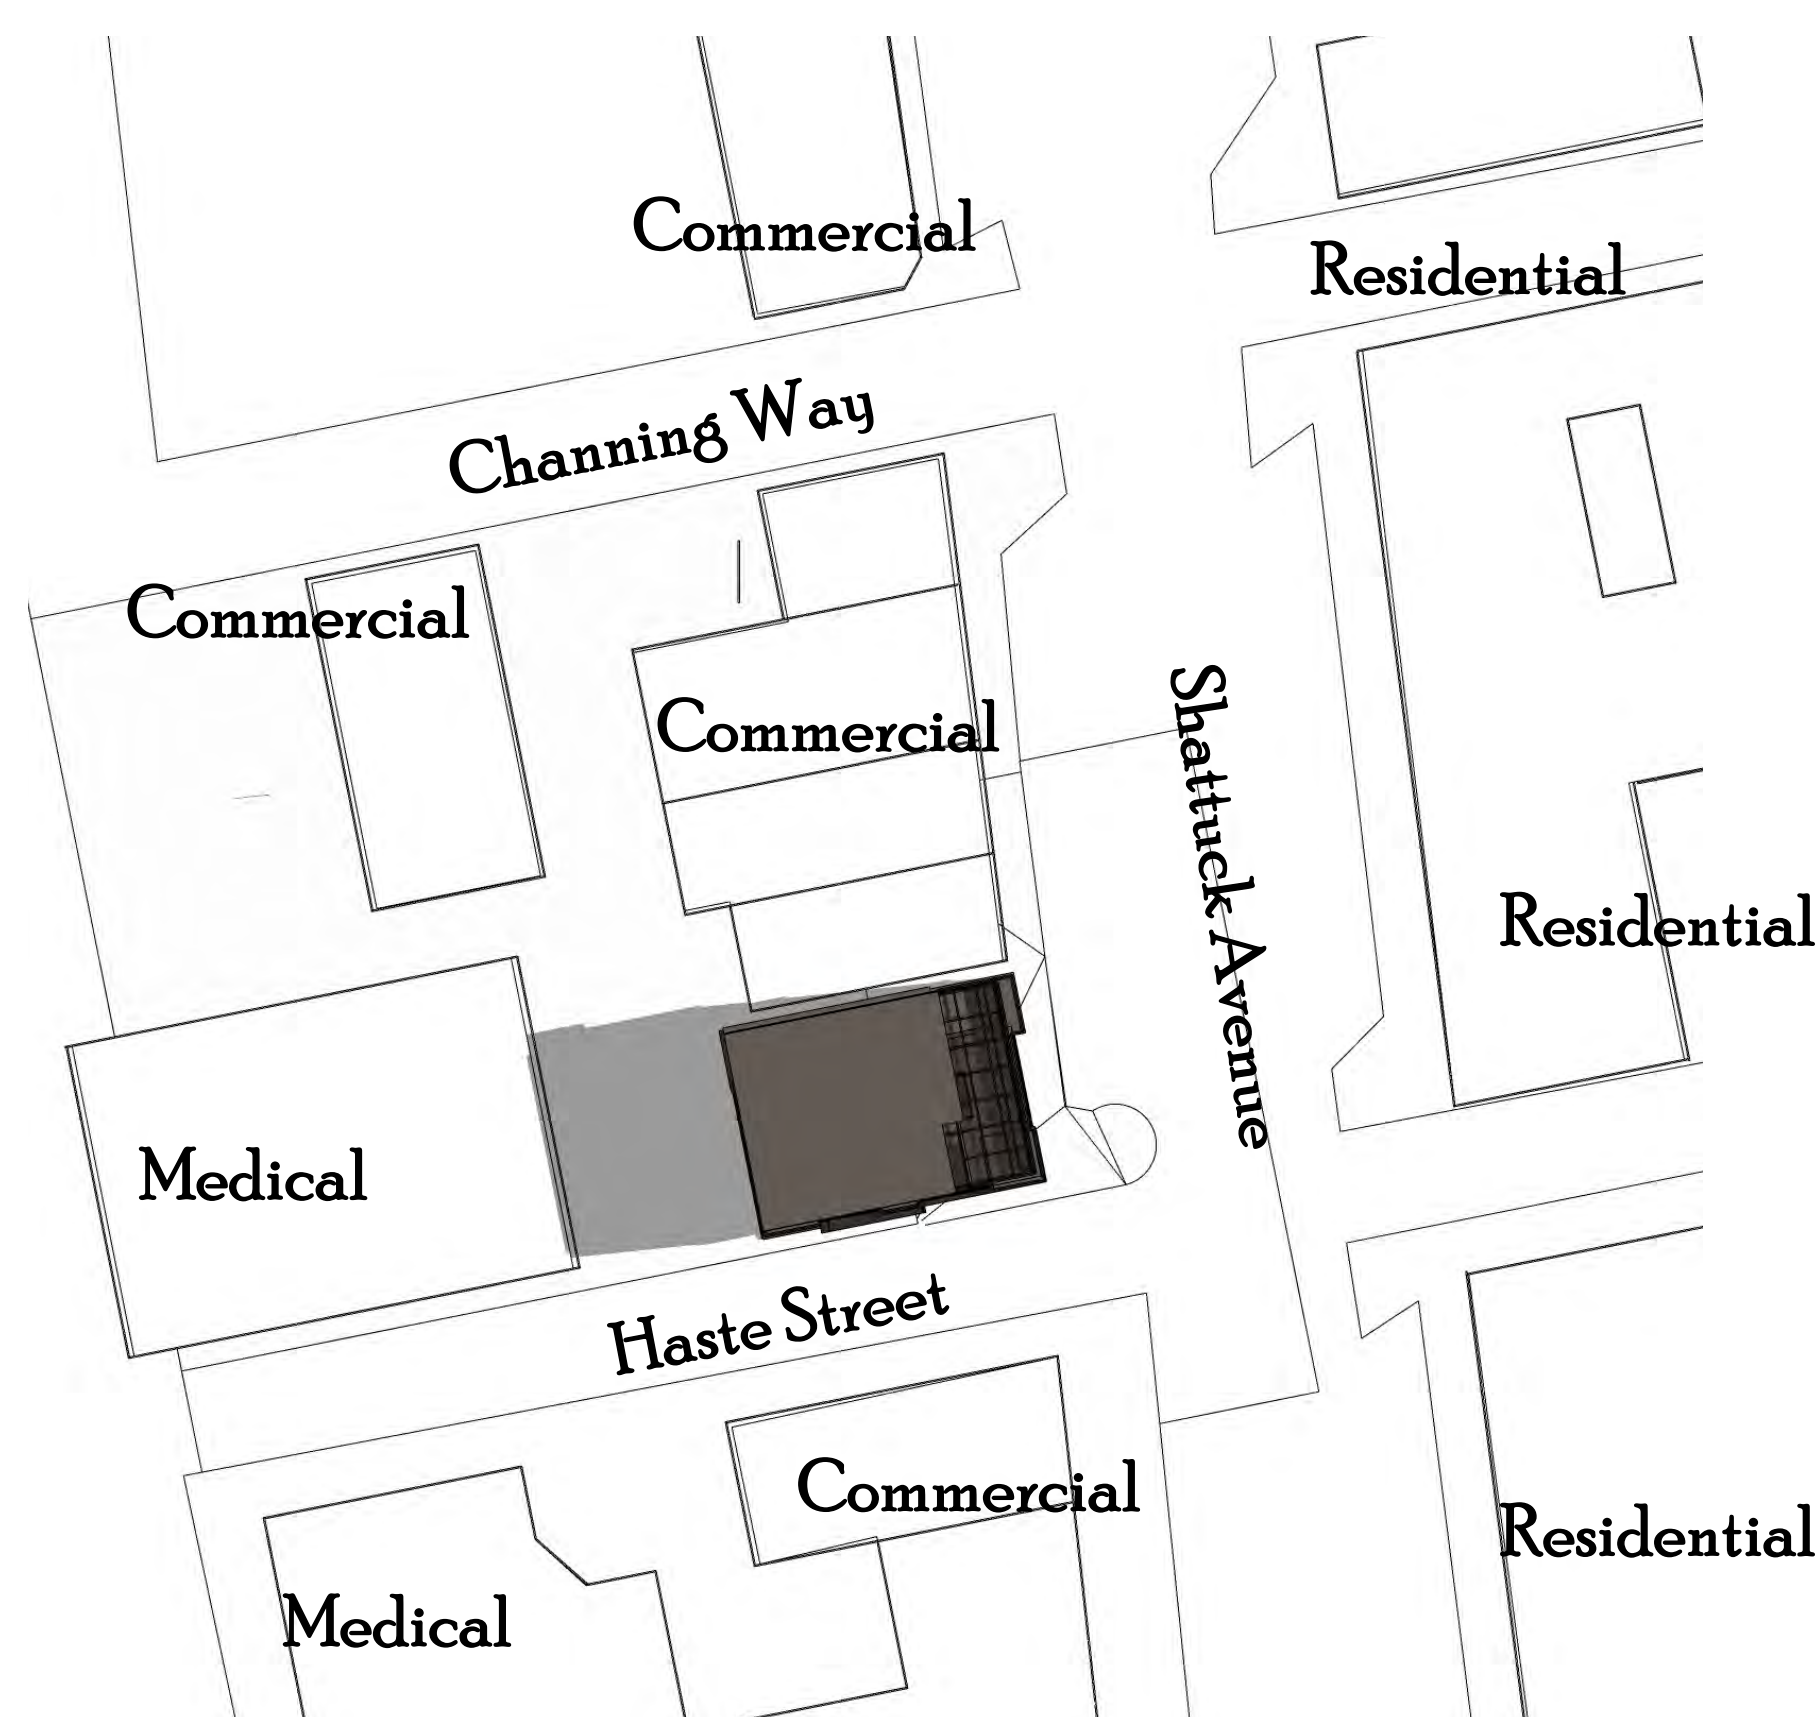 Commercial
Residential
Channing Way
Commercial
Commercial
Shattuck Avenue
Residential
Medical
Haste Street
Commercial
Residential
Medical